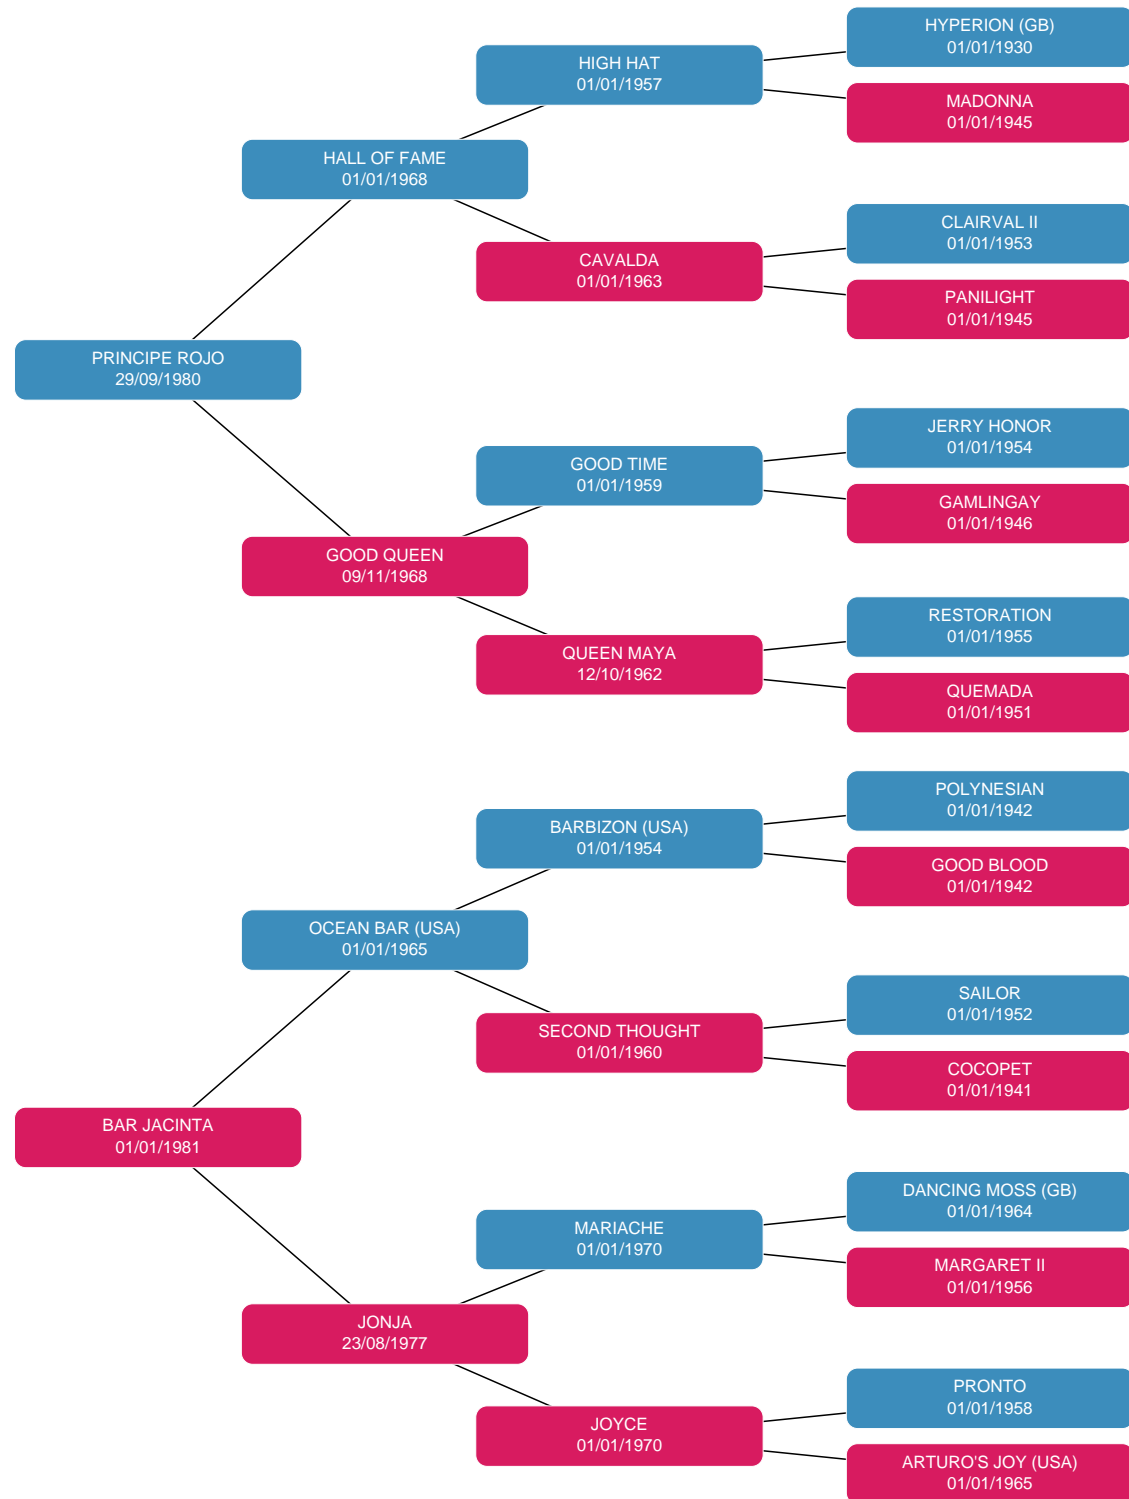 HYPERION (GB)
01/01/1930
HIGH HAT
01/01/1957
MADONNA
01/01/1945
HALL OF FAME
01/01/1968
CLAIRVAL II
01/01/1953
CAVALDA
01/01/1963
PANILIGHT
01/01/1945
PRINCIPE ROJO
29/09/1980
JERRY HONOR
01/01/1954
GOOD TIME
01/01/1959
GAMLINGAY
01/01/1946
GOOD QUEEN
09/11/1968
RESTORATION
01/01/1955
QUEEN MAYA
12/10/1962
QUEMADA
01/01/1951
POLYNESIAN
01/01/1942
BARBIZON (USA)
01/01/1954
GOOD BLOOD
01/01/1942
OCEAN BAR (USA)
01/01/1965
SAILOR
01/01/1952
SECOND THOUGHT
01/01/1960
COCOPET
01/01/1941
BAR JACINTA
01/01/1981
DANCING MOSS (GB)
01/01/1964
MARIACHE
01/01/1970
MARGARET II
01/01/1956
JONJA
23/08/1977
PRONTO
01/01/1958
JOYCE
01/01/1970
ARTURO'S JOY (USA)
01/01/1965